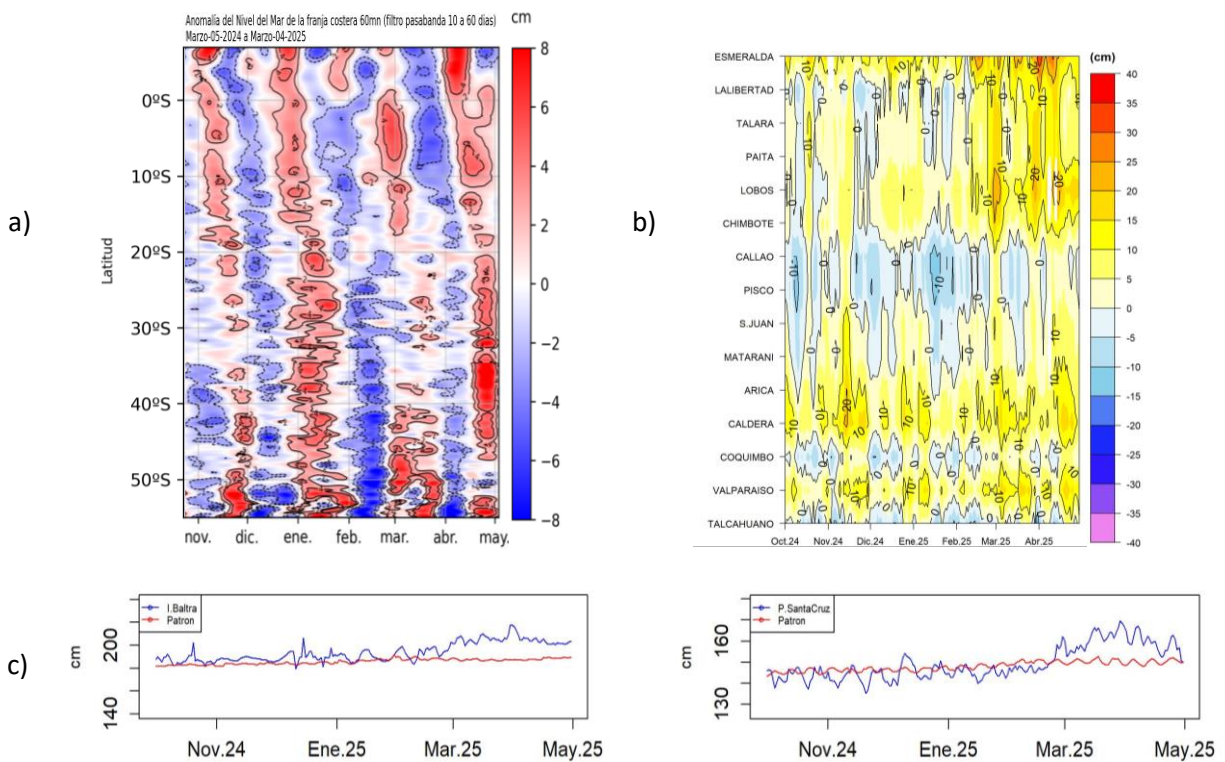 Anomalía del Nivel del Mar de la franja costera 60mn (filtro pasabanda 10 a 60 dias)
Marzo-05-2024 a Marzo-04-2025
cm
8
6
4
2
0
−2
−4
−6
−8
a)
Latitud
0ºS
10ºS
20ºS
30ºS
40ºS
50ºS
nov. dic. ene. feb. mar. abr. may.
b)
(cm)
ESMERALDA
LALIBERTAD
TALARA
PAITA
LOBOS
CHIMBOTE
CALLAO
PISCO
S.JUAN
MATARANI
ARICA
CALDERA
COQUIMBO
VALPARAISO
TALCAHUANO
Oct.24 Nov.24 Dic.24 Ene.25 Feb.25 Mar.25 Abr.25
40
35
30
25
20
15
10
5
0
-5
-10
-15
-20
-25
-30
-35
-40
c)
I.Baltra
Patron
cm
200
140
Nov.24 Ene.25 Mar.25 May.25
P.SantaCruz
Patron
cm
160
130
Nov.24 Ene.25 Mar.25 May.25